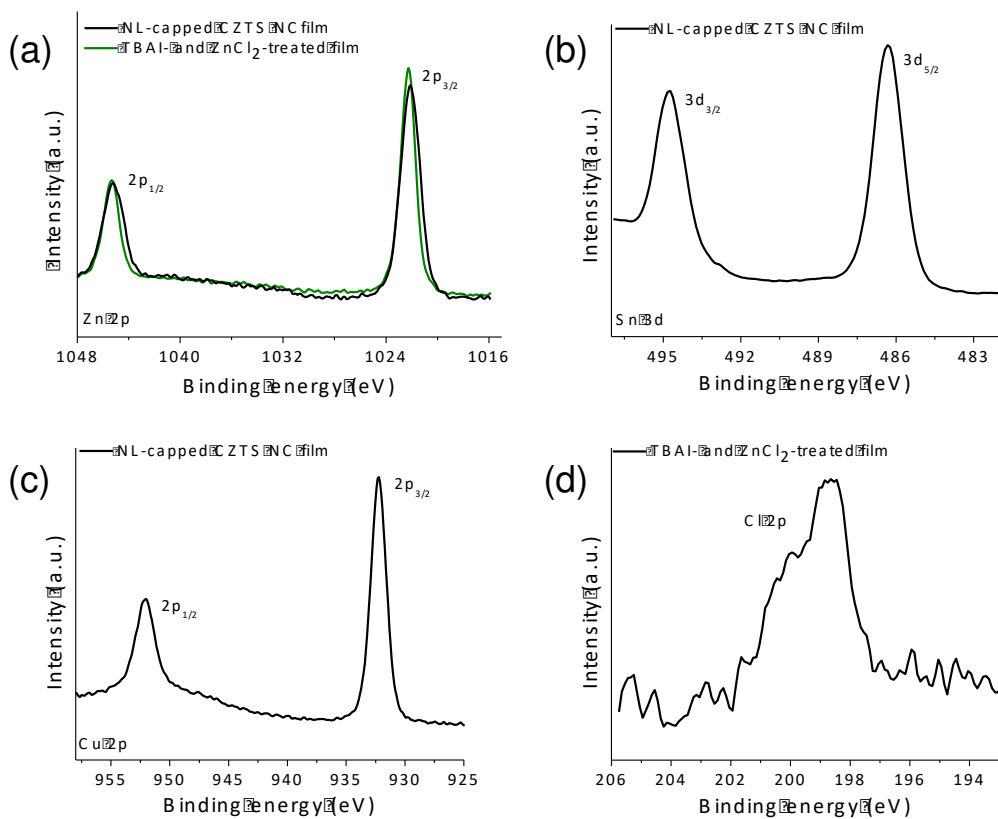 (a)
NL-capped CZTS NC film
TBAI- and ZnCl2-treated film
2p3/2
2p1/2
Intensity (a.u.)
Zn 2p
1048 1040 1032 1024 1016
Binding energy (eV)
(b)
NL-capped CZTS NC film
3d5/2
3d3/2
Intensity (a.u.)
Sn 3d
495 492 489 486 483
Binding energy (eV)
(c)
NL-capped CZTS NC film
2p3/2
2p1/2
Intensity (a.u.)
Cu 2p
955 950 945 940 935 930 925
Binding energy (eV)
(d)
TBAI- and ZnCl2-treated film
Cl 2p
Intensity (a.u.)
206 204 202 200 198 196 194
Binding energy (eV)